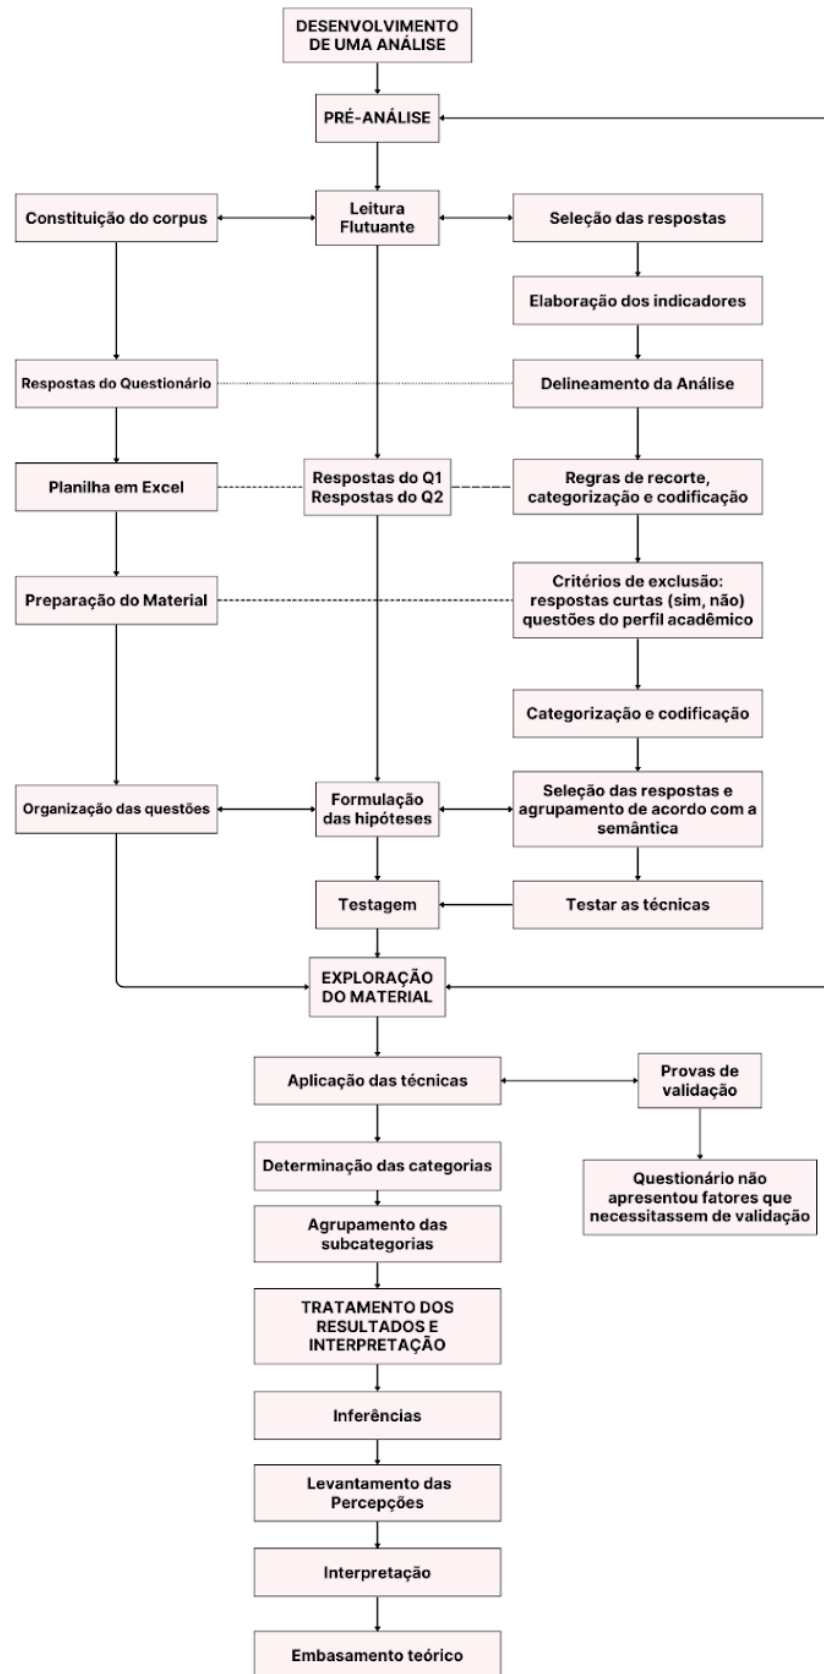 DESENVOLVIMENTO
DE UMA ANÁLISE
PRÉ-ANÁLISE
Constituição do corpus
Leitura
Flutuante
Seleção das respostas
Elaboração dos indicadores
Respostas do Questionário
Delineamento da Análise
Planilha em Excel
Respostas do Q1
Respostas do Q2
Regras de recorte,
categorização e codificação
Preparação do Material
Critérios de exclusão:
respostas curtas (sim, não)
questões do perfil acadêmico
Categorização e codificação
Organização das questões
Formulação
das hipóteses
Seleção das respostas e
agrupamento de acordo com a
semântica
Testagem
Testar as técnicas
EXPLORAÇÃO
DO MATERIAL
Aplicação das técnicas
Provas de
validação
Determinação das categorias
Questionário não
apresentou fatores que
necessitassem de validação
Agrupamento das
subcategorias
TRATAMENTO DOS
RESULTADOS E
INTERPRETAÇÃO
Inferências
Levantamento das
Percepções
Interpretação
Embasamento teórico